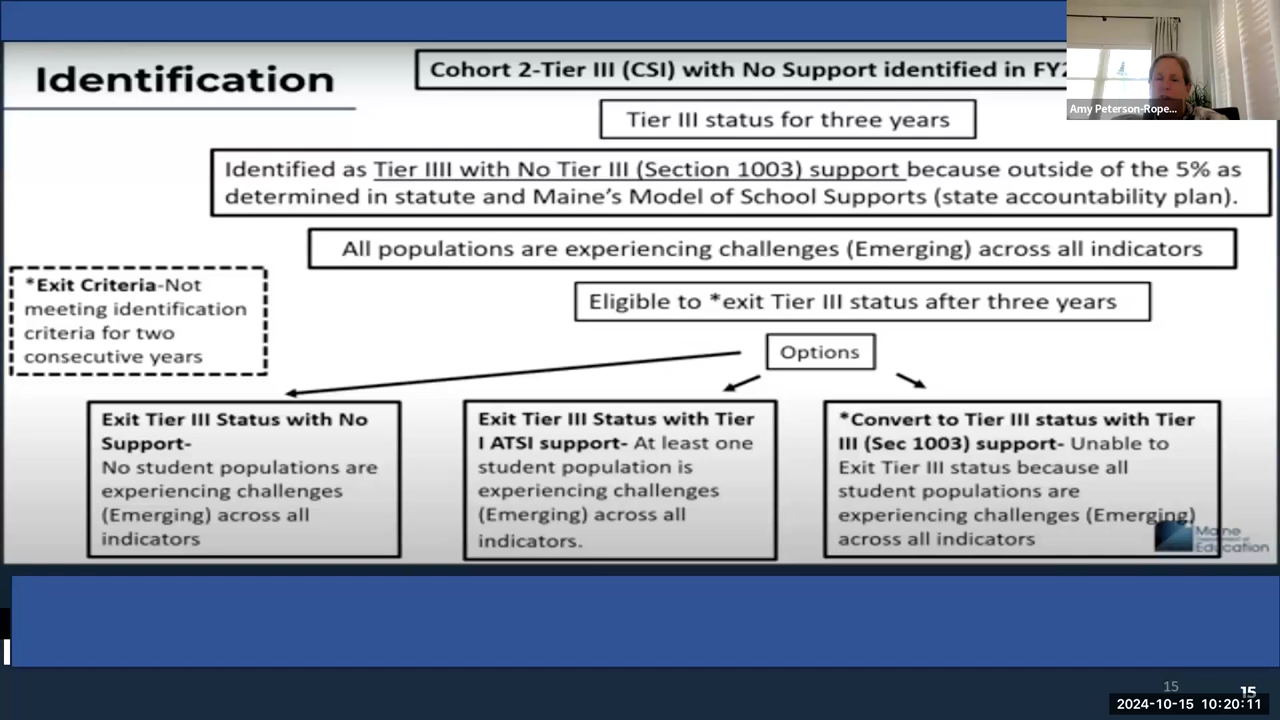 Identification
Cohort 2-Tier III (CSI) with No Support identified in FY2
Amy Peterson-Rope...
Tier III status for three years
Identified as Tier IIII with No Tier III (Section 1003) support because outside of the 5% as
determined in statute and Maine's Model of School Supports (state accountability plan).
All populations are experiencing challenges (Emerging) across all indicators
*Exit Criteria-Not
meeting identification
criteria for two
consecutive years
Eligible to *exit Tier III status after three years
Options
Exit Tier III Status with No
Support-
No student populations are
experiencing challenges
(Emerging) across all
indicators
Exit Tier III Status with Tier
I ATSI support- At least one
student population is
experiencing challenges
(Emerging) across all
indicators.
*Convert to Tier III status with Tier
III (Sec 1003) support- Unable to
Exit Tier III status because all
student populations are
experiencing challenges (Emerging)
across all indicators
Maine
Department of
Education
15
15
2024-10-15 10:20:11